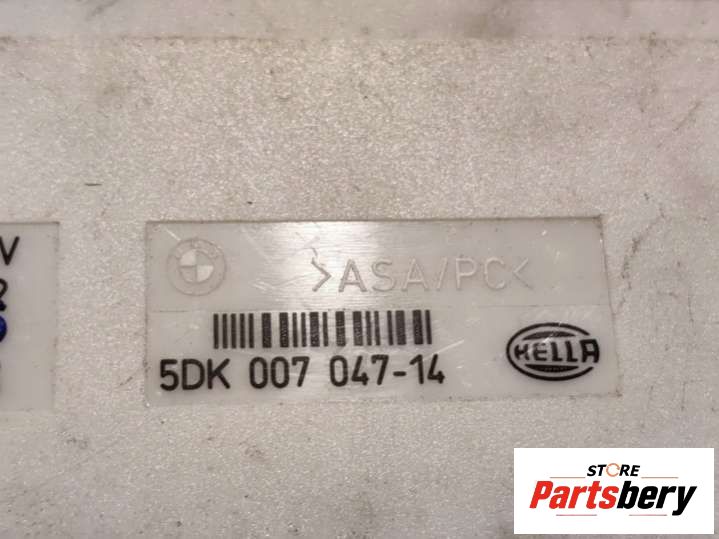 >ASA/PC<
5DK 007 047-14
HELLA
V
STORE
Partsbery